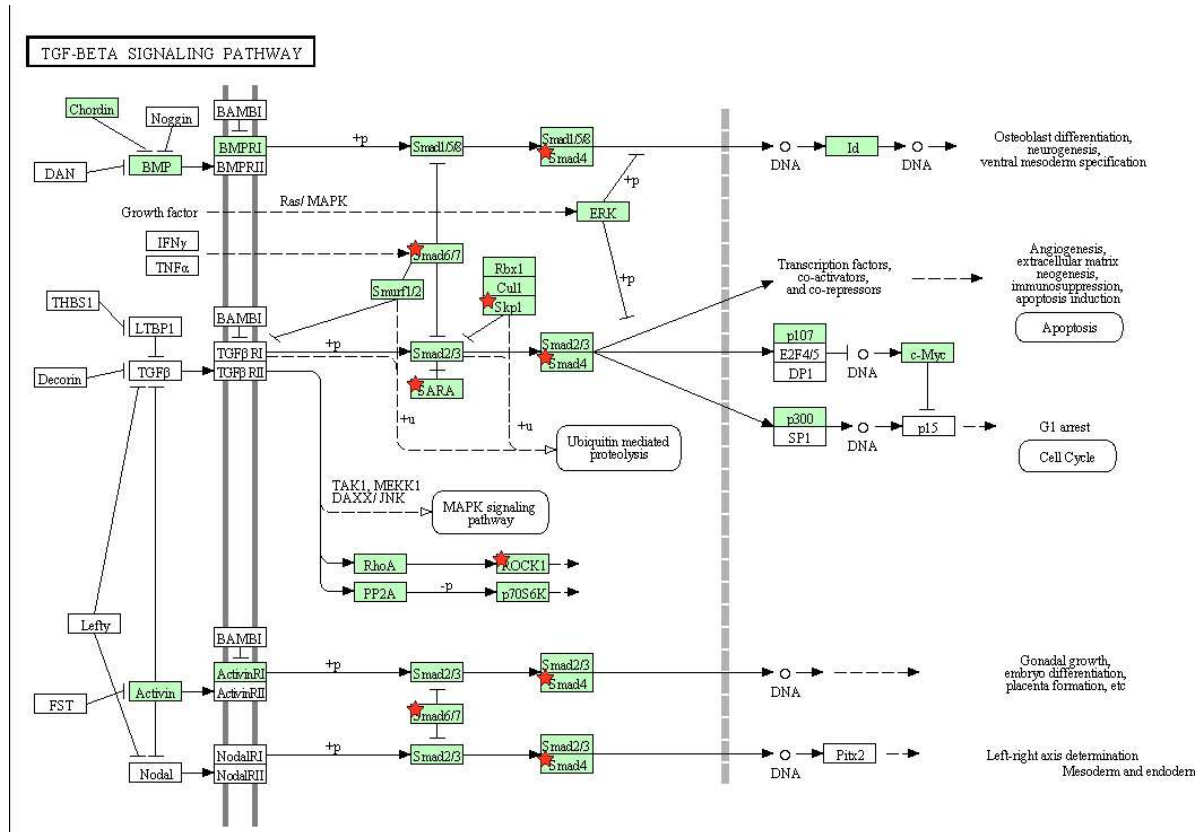 TGF-BETA SIGNALING PATHWAY
Chordin
Noggin
BAMBI
DAN
BMP
BMPRI
BMPRII
+p
Smad1/5/8
Smad1/5/8
Smad4
DNA
Id
DNA
Osteoblast differentiation,
neurogenesis,
ventral mesoderm specification
Growth factor
Ras/ MAPK
ERK
+p
+p
IFNγ
TNFα
Smad6/7
Rbx1
Cul1
Skp1
Smurf1/2
Transcription factors,
co-activators,
and co-repressors
Angiogenesis,
extracellular matrix
neogenesis,
immunosuppression,
apoptosis induction
Apoptosis
THBS1
LTBP1
BAMBI
Decorin
TGFβ
TGFβ RI
TGFβ RII
+p
Smad2/3
Smad2/3
Smad4
SARA
p107
E2F4/5
DP1
DNA
c-Myc
p300
SP1
DNA
p15
G1 arrest
Cell Cycle
+u
+u
Ubiquitin mediated
proteolysis
TAK1, MEKK1
DAXX/ JNK
MAPK signaling
pathway
RhoA
ROCK1
PP2A
-p
p70S6K
Lefty
BAMBI
FST
Activin
ActivinRI
ActivinRII
+p
Smad2/3
Smad2/3
Smad4
DNA
Gonadal growth,
embryo differentiation,
placenta formation, etc
Smad6/7
Nodal
NodalRI
NodalRII
+p
Smad2/3
Smad2/3
Smad4
DNA
Pitx2
Left-right axis determination
Mesoderm and endoderm